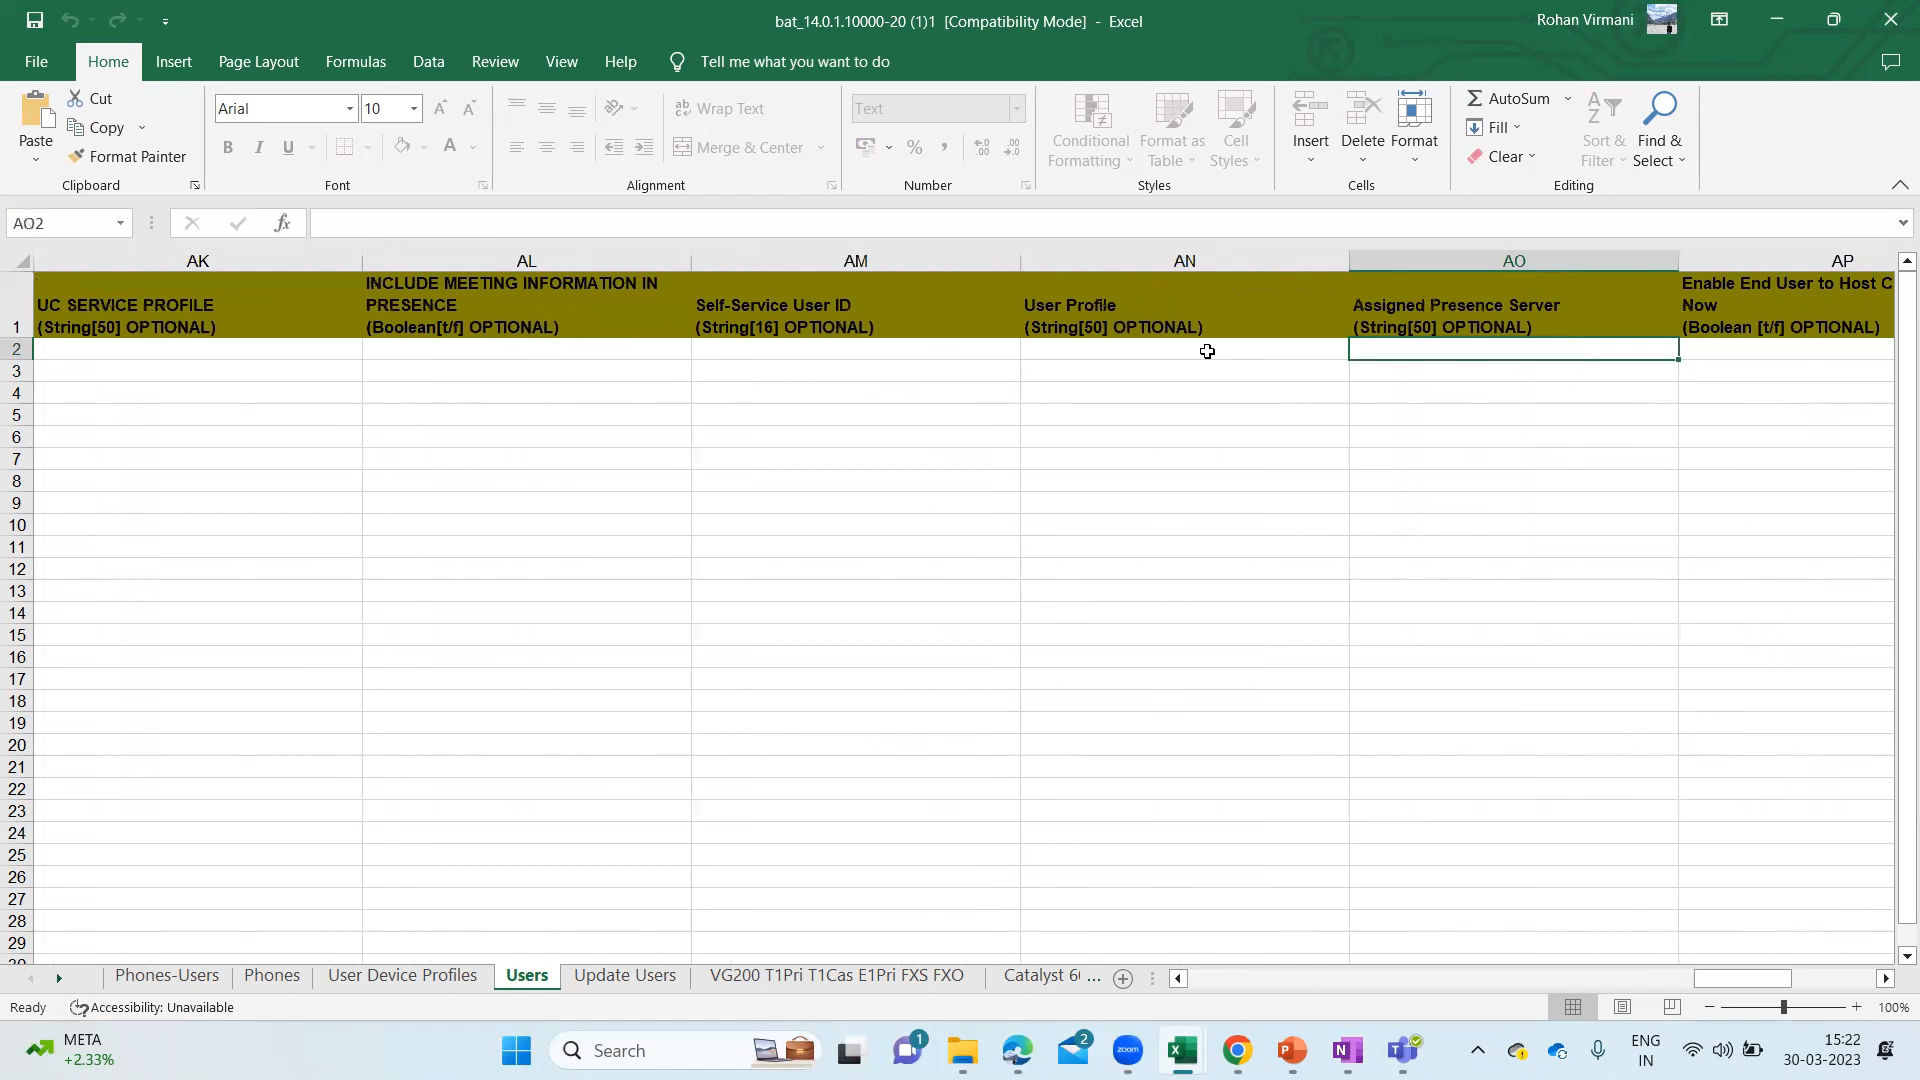 bat_14.0.1.10000-20 (1)1 [Compatibility Mode] - Excel
Rohan Virmani
File Home Insert Page Layout Formulas Data Review View Help Tell me what you want to do
Paste
Cut
Copy
Format Painter
Clipboard
Arial 10
B I U
A
Font
Wrap Text
Merge & Center
Alignment
Text
%
Number
Conditional Formatting
Format as Table
Cell Styles
Styles
Insert Delete Format
Cells
AutoSum
Fill
Clear
Sort & Filter
Find & Select
Editing
AO2
fx
AK AL AM AN AO AP
1
UC SERVICE PROFILE
(String[50] OPTIONAL)
INCLUDE MEETING INFORMATION IN
PRESENCE
(Boolean[t/f] OPTIONAL)
Self-Service User ID
(String[16] OPTIONAL)
User Profile
(String[50] OPTIONAL)
Assigned Presence Server
(String[50] OPTIONAL)
Enable End User to Host C
Now
(Boolean [t/f] OPTIONAL)
2
3
4
5
6
7
8
9
10
11
12
13
14
15
16
17
18
19
20
21
22
23
24
25
26
27
28
29
Phones-Users Phones User Device Profiles Users Update Users VG200 T1Pri T1Cas E1Pri FXS FXO Catalyst 6 ...
Ready Accessibility: Unavailable 100%
META
+2.33%
Search
1
2
zoom
ENG
IN
15:22
30-03-2023